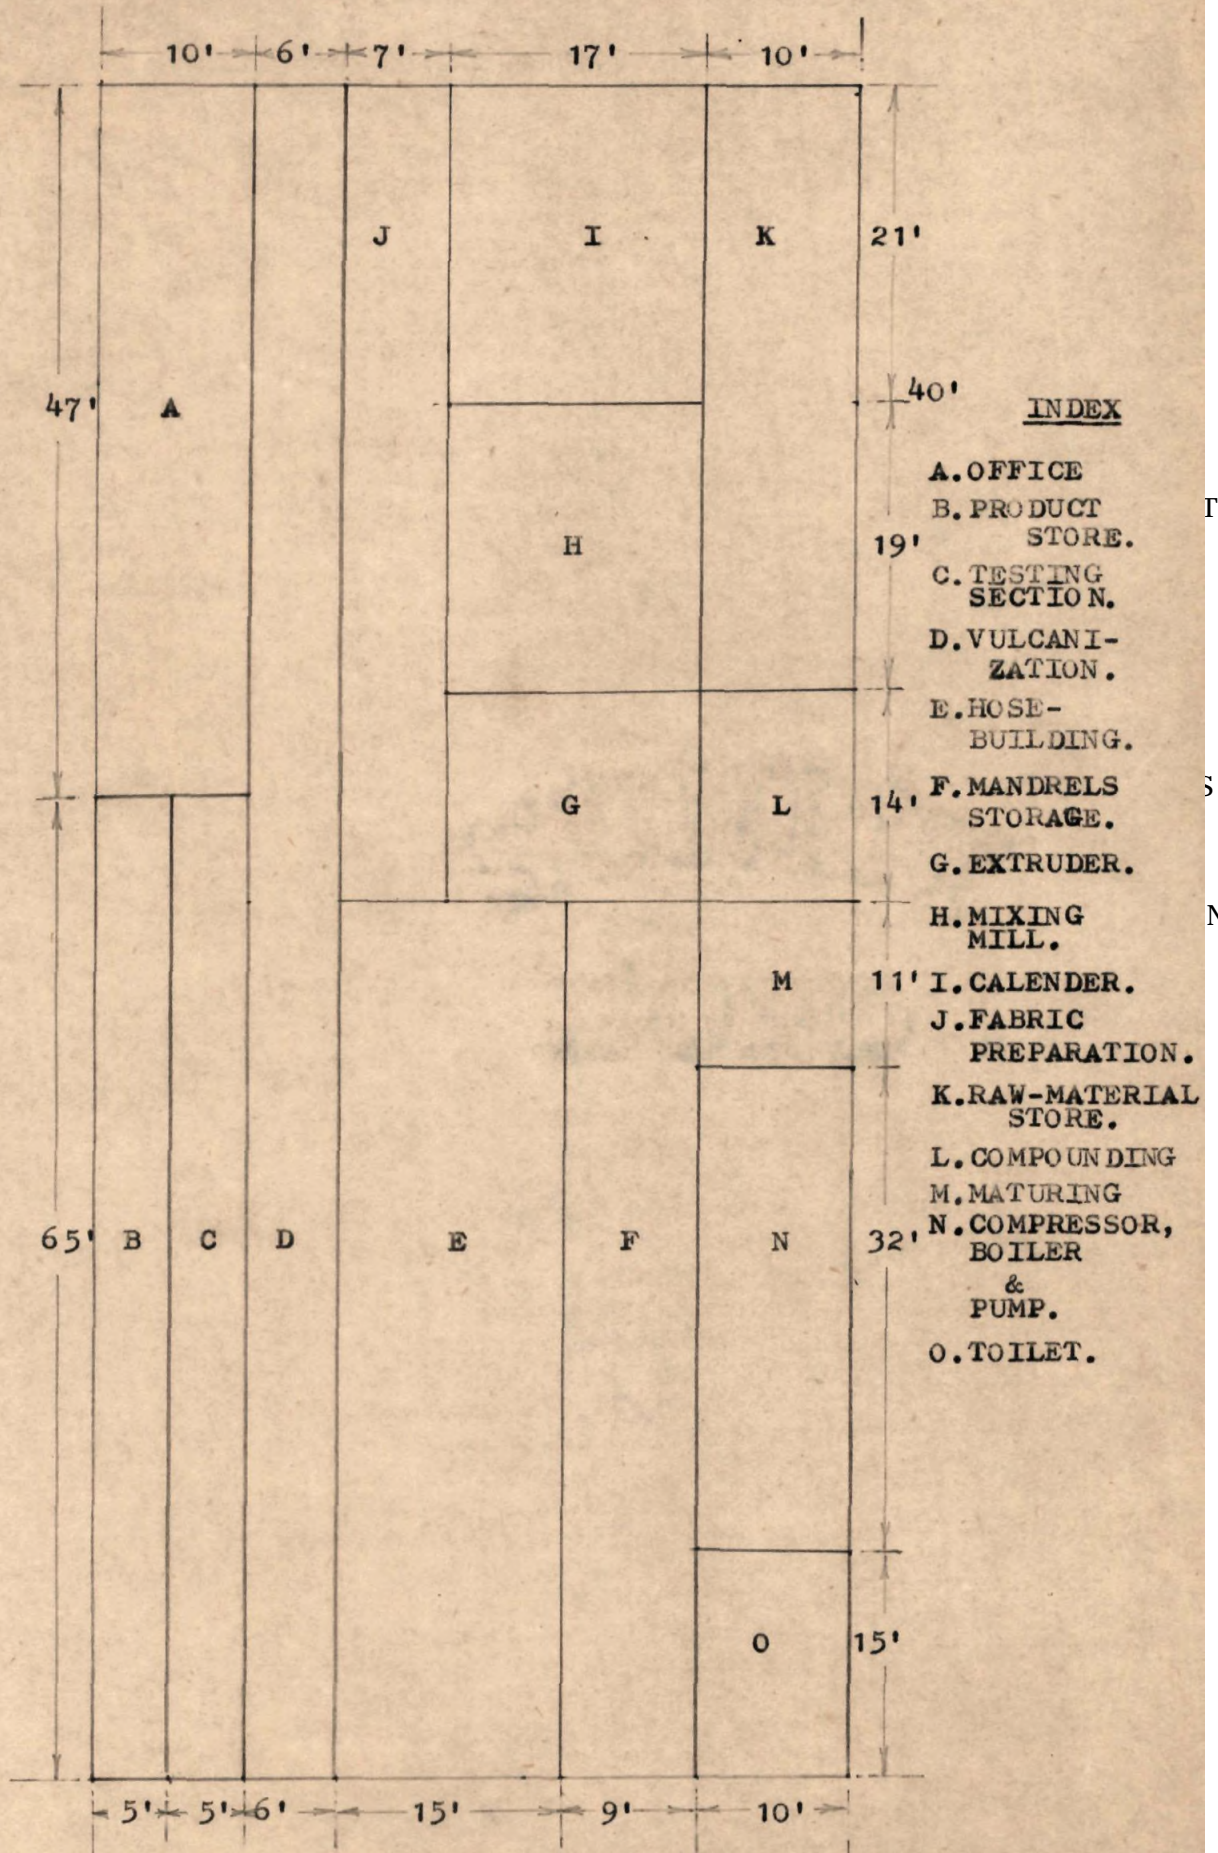 10' 6' 7' 17' 10'
J I K 21'
40'
47' A
INDEX
A.OFFICE
B.PRODUCT T
STORE.
H 19'
C.TESTING
SECTION.
D.VULCANI-
ZATION.
E.HOSE-
BUILDING.
F.MANDRELS S
G L 14'
STORAGE.
G.EXTRUDER.
H.MIXING N
MILL.
M 11' I.CALENDER.
J.FABRIC
PREPARATION.
K.RAW-MATERIAL
STORE.
L.COMPOUNDING
M.MATURING
N.COMPRESSOR,
65' B C D E F N 32'
BOILER
&
PUMP.
O.TOILET.
O 15'
5' 5' 6' 15' 9' 10'